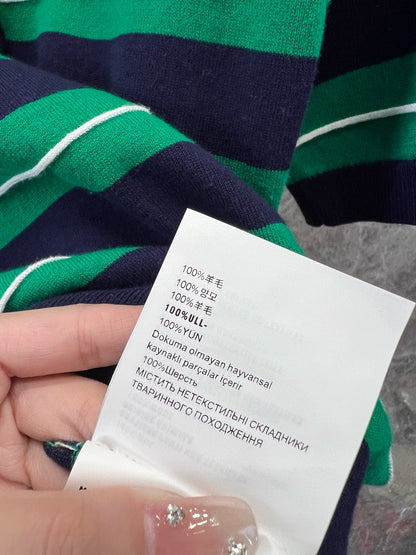 100%羊毛
100%양모
100%羊毛
100%ULL-
100%YÜN
Dokuma olmayan hayvansal
kaynaklı parçalar içerir
100%Шерсть
МІСТИТЬ НЕТЕКСТИЛЬНІ СКЛАДНИКИ
ТВАРИННОГО ПОХОДЖЕННЯ